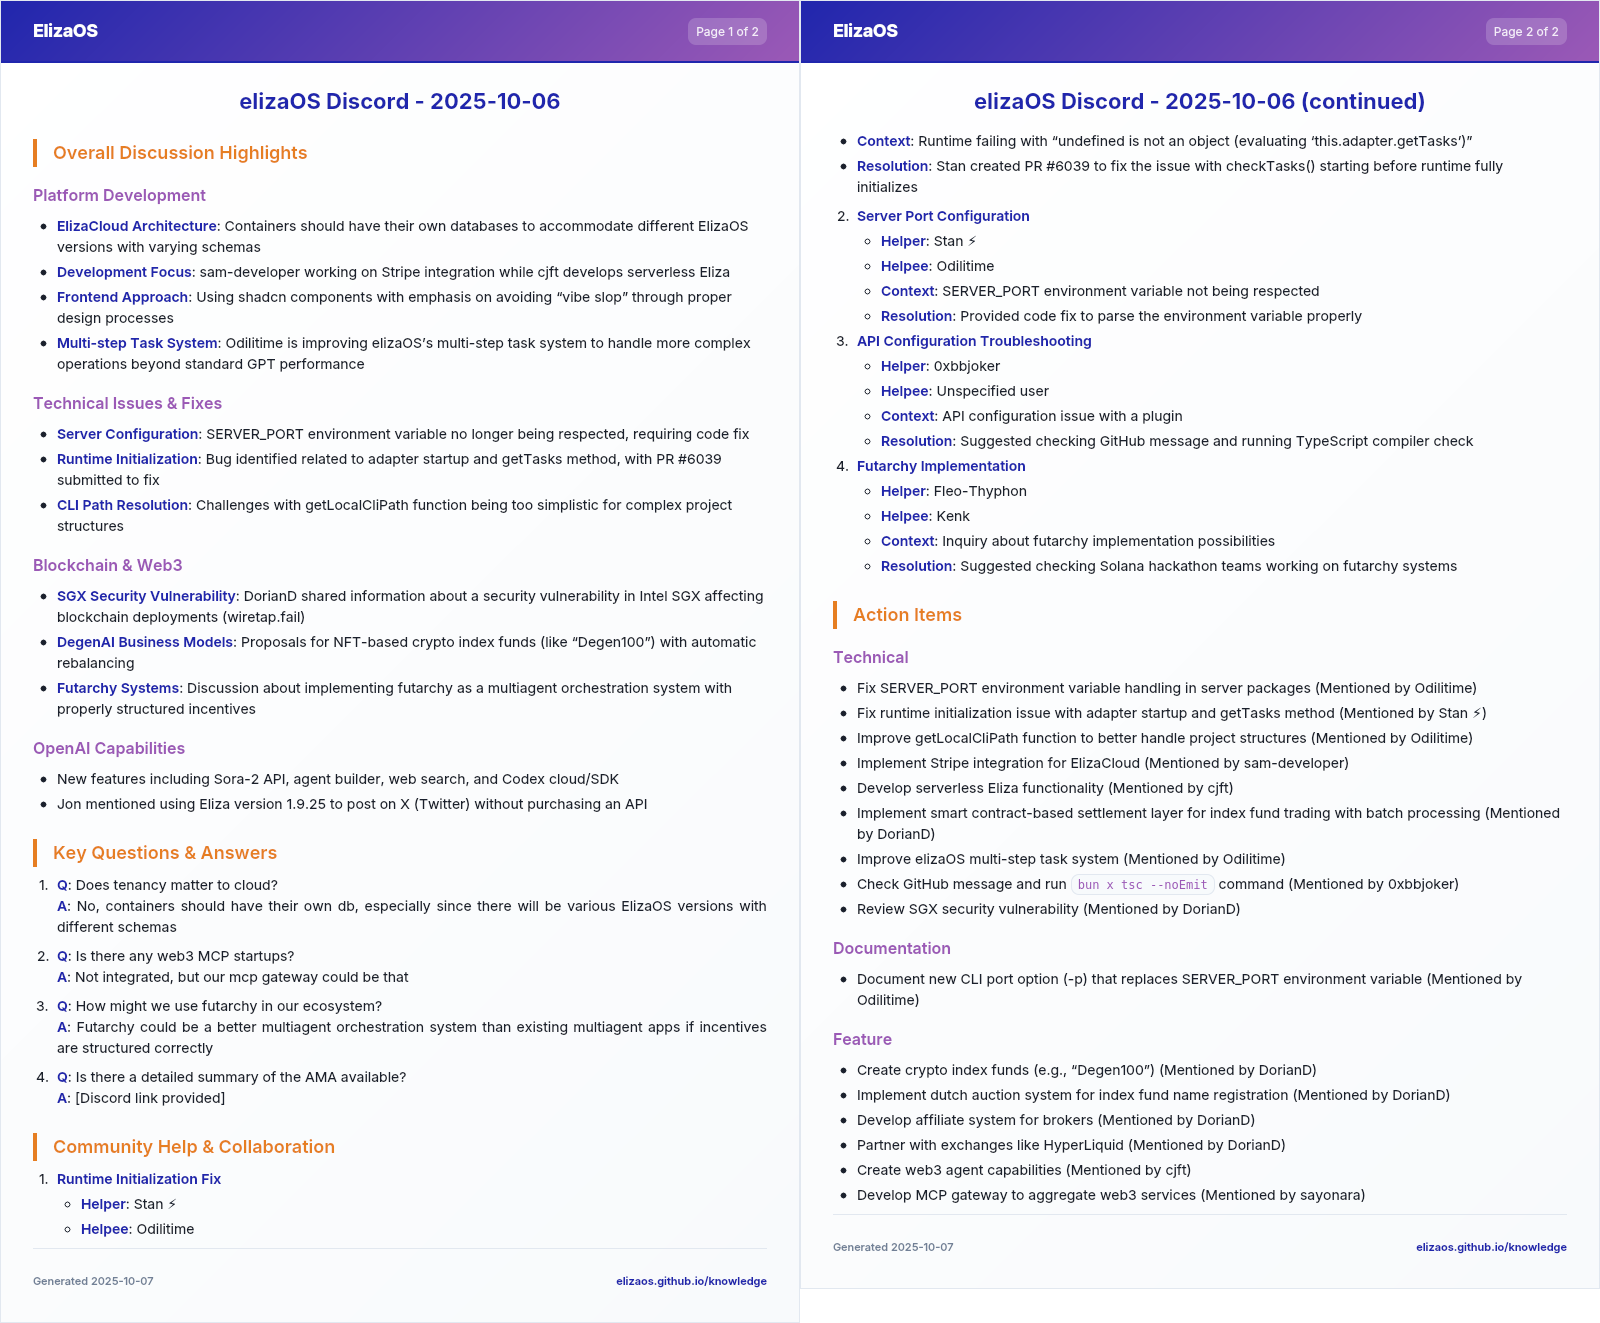 ElizaOS
Page 1 of 2
elizaOS Discord - 2025-10-06
Overall Discussion Highlights
Platform Development
• ElizaCloud Architecture: Containers should have their own databases to accommodate different ElizaOS
versions with varying schemas
• Development Focus: sam-developer working on Stripe integration while cjft develops serverless Eliza
• Frontend Approach: Using shadcn components with emphasis on avoiding “vibe slop” through proper
design processes
• Multi-step Task System: Odilitime is improving elizaOS’s multi-step task system to handle more complex
operations beyond standard GPT performance
Technical Issues & Fixes
• Server Configuration: SERVER_PORT environment variable no longer being respected, requiring code fix
• Runtime Initialization: Bug identified related to adapter startup and getTasks method, with PR #6039
submitted to fix
• CLI Path Resolution: Challenges with getLocalCliPath function being too simplistic for complex project
structures
Blockchain & Web3
• SGX Security Vulnerability: DorianD shared information about a security vulnerability in Intel SGX affecting
blockchain deployments (wiretap.fail)
• DegenAI Business Models: Proposals for NFT-based crypto index funds (like “Degen100”) with automatic
rebalancing
• Futarchy Systems: Discussion about implementing futarchy as a multiagent orchestration system with
properly structured incentives
OpenAI Capabilities
• New features including Sora-2 API, agent builder, web search, and Codex cloud/SDK
• Jon mentioned using Eliza version 1.9.25 to post on X (Twitter) without purchasing an API
Key Questions & Answers
1. Q: Does tenancy matter to cloud?
A: No, containers should have their own db, especially since there will be various ElizaOS versions with
different schemas
2. Q: Is there any web3 MCP startups?
A: Not integrated, but our mcp gateway could be that
3. Q: How might we use futarchy in our ecosystem?
A: Futarchy could be a better multiagent orchestration system than existing multiagent apps if incentives
are structured correctly
4. Q: Is there a detailed summary of the AMA available?
A: [Discord link provided]
Community Help & Collaboration
1. Runtime Initialization Fix
◦ Helper: Stan ⚡
◦ Helpee: Odilitime
Generated 2025-10-07
elizaos.github.io/knowledge
ElizaOS
Page 2 of 2
elizaOS Discord - 2025-10-06 (continued)
• Context: Runtime failing with “undefined is not an object (evaluating ‘this.adapter.getTasks’)”
• Resolution: Stan created PR #6039 to fix the issue with checkTasks() starting before runtime fully
initializes
2. Server Port Configuration
◦ Helper: Stan ⚡
◦ Helpee: Odilitime
◦ Context: SERVER_PORT environment variable not being respected
◦ Resolution: Provided code fix to parse the environment variable properly
3. API Configuration Troubleshooting
◦ Helper: 0xbbjoker
◦ Helpee: Unspecified user
◦ Context: API configuration issue with a plugin
◦ Resolution: Suggested checking GitHub message and running TypeScript compiler check
4. Futarchy Implementation
◦ Helper: Fleo-Thyphon
◦ Helpee: Kenk
◦ Context: Inquiry about futarchy implementation possibilities
◦ Resolution: Suggested checking Solana hackathon teams working on futarchy systems
Action Items
Technical
• Fix SERVER_PORT environment variable handling in server packages (Mentioned by Odilitime)
• Fix runtime initialization issue with adapter startup and getTasks method (Mentioned by Stan ⚡)
• Improve getLocalCliPath function to better handle project structures (Mentioned by Odilitime)
• Implement Stripe integration for ElizaCloud (Mentioned by sam-developer)
• Develop serverless Eliza functionality (Mentioned by cjft)
• Implement smart contract-based settlement layer for index fund trading with batch processing (Mentioned
by DorianD)
• Improve elizaOS multi-step task system (Mentioned by Odilitime)
• Check GitHub message and run bun x tsc --noEmit command (Mentioned by 0xbbjoker)
• Review SGX security vulnerability (Mentioned by DorianD)
Documentation
• Document new CLI port option (-p) that replaces SERVER_PORT environment variable (Mentioned by
Odilitime)
Feature
• Create crypto index funds (e.g., “Degen100”) (Mentioned by DorianD)
• Implement dutch auction system for index fund name registration (Mentioned by DorianD)
• Develop affiliate system for brokers (Mentioned by DorianD)
• Partner with exchanges like HyperLiquid (Mentioned by DorianD)
• Create web3 agent capabilities (Mentioned by cjft)
• Develop MCP gateway to aggregate web3 services (Mentioned by sayonara)
Generated 2025-10-07
elizaos.github.io/knowledge